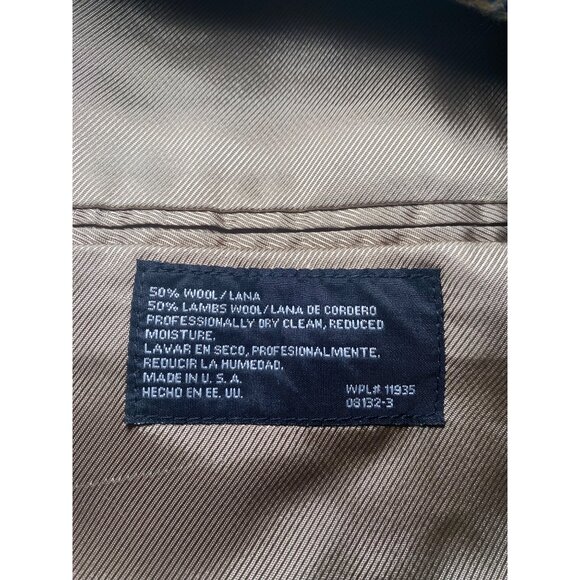 50% WOOL/LANA
50% LAMBS WOOL/LANA DE CORDERO
PROFESSIONALLY DRY CLEAN, REDUCED
MOISTURE.
LAVAR EN SECO, PROFESIONALMENTE,
REDUCIR LA HUMEDAD.
MADE IN U.S.A.
HECHO EN EE. UU.
WPL# 11935
08132-3